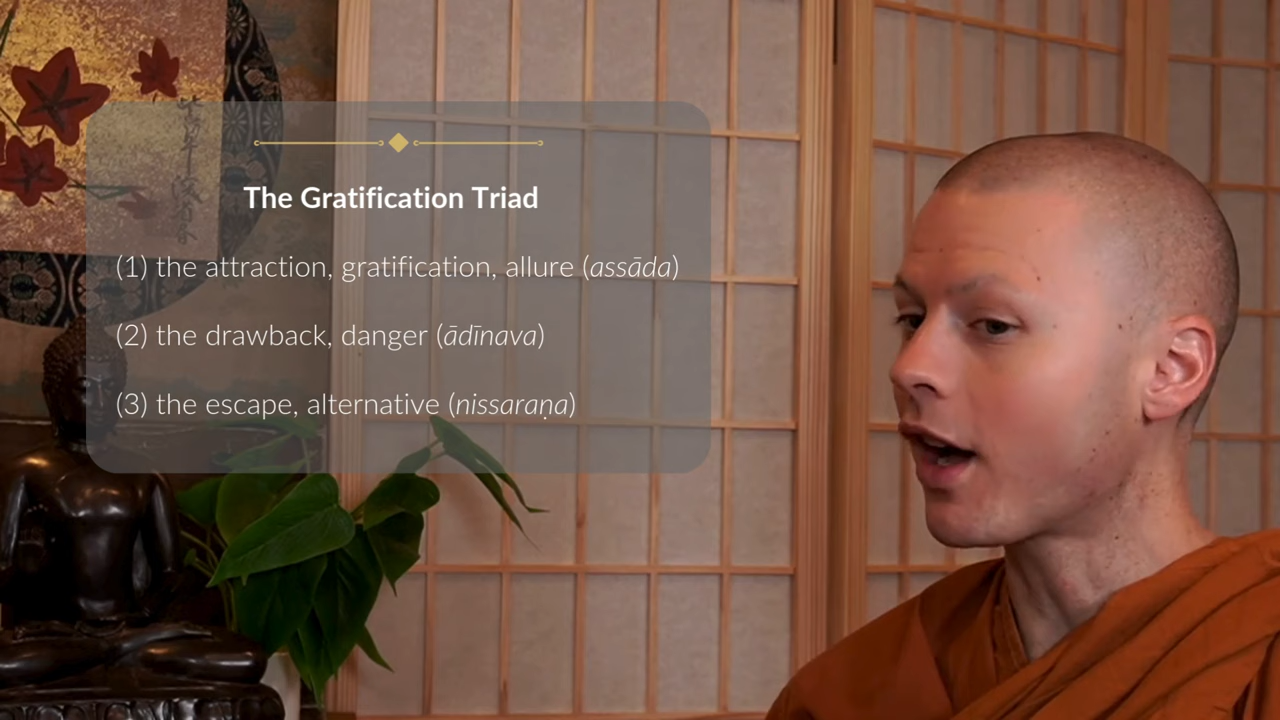 The Gratification Triad
(1) the attraction, gratification, allure (assāda)
(2) the drawback, danger (ādīnava)
(3) the escape, alternative (nissaraṇa)